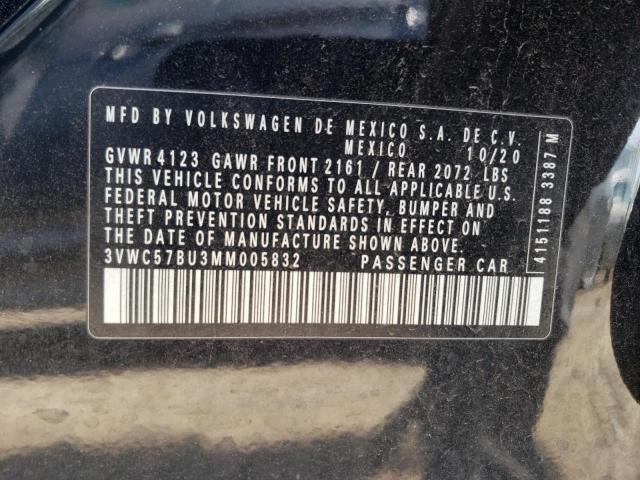 MFD BY VOLKSWAGEN DE MEXICO S.A. DE C.V.
MEXICO 10/20
GVWR 4123 GAWR FRONT 2161 / REAR 2072 LBS
THIS VEHICLE CONFORMS TO ALL APPLICABLE U.S.
FEDERAL MOTOR VEHICLE SAFETY, BUMPER AND
THEFT PREVENTION STANDARDS IN EFFECT ON
THE DATE OF MANUFACTURE SHOWN ABOVE.
3VWC57BU3MM005832 PASSENGER CAR
4151188 3387 M